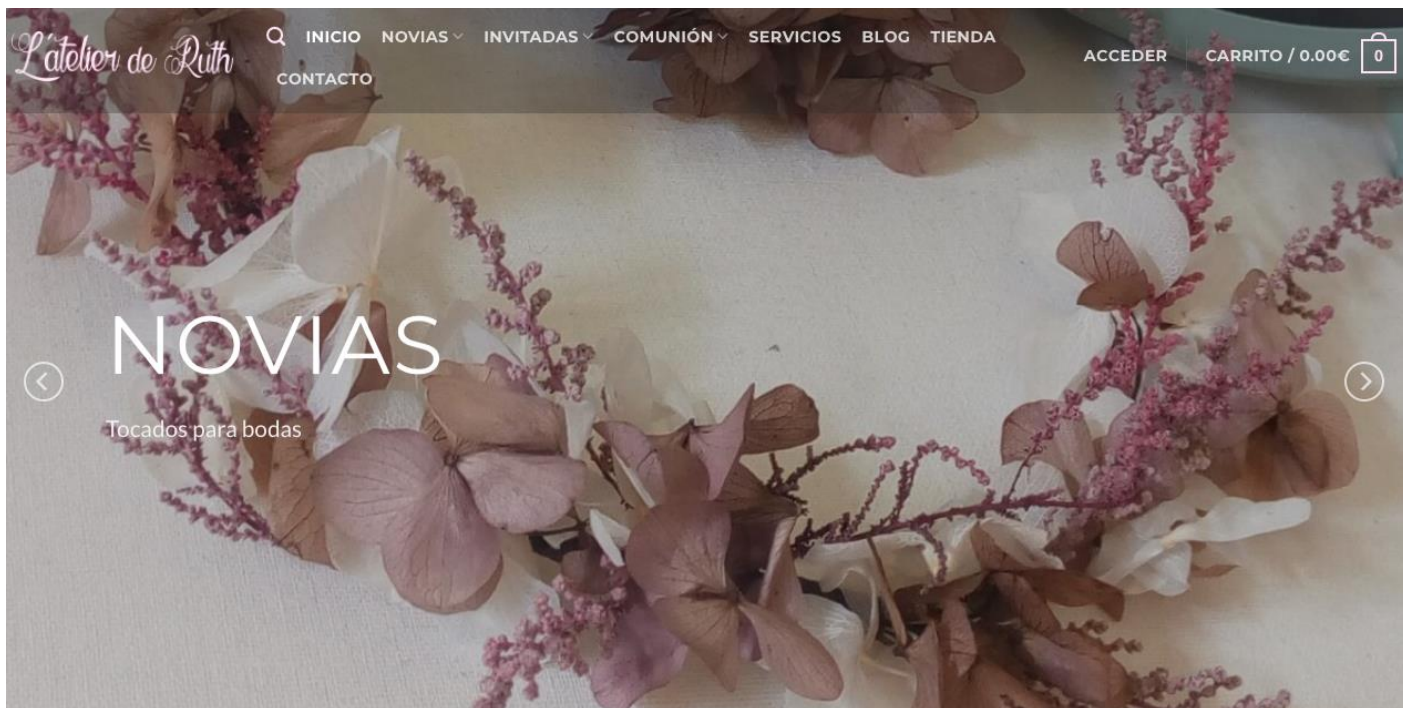 L'atelier de Ruth
INICIO NOVIAS INVITADAS COMUNIÓN SERVICIOS BLOG TIENDA
CONTACTO
ACCEDER CARRITO / 0.00€ 0
NOVIAS
Tocados para bodas